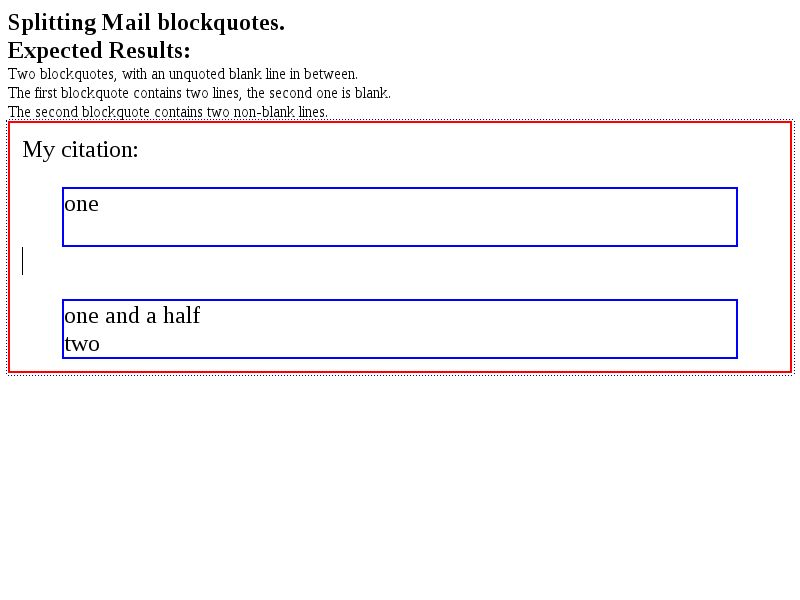 Splitting Mail blockquotes.
Expected Results:
Two blockquotes, with an unquoted blank line in between.
The first blockquote contains two lines, the second one is blank.
The second blockquote contains two non-blank lines.
My citation:
one
one and a half
two